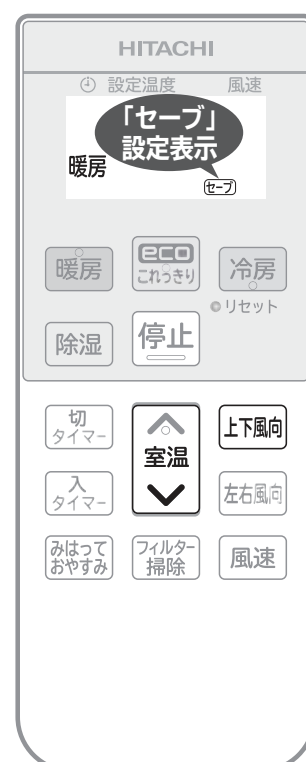 HITACHI
設定温度 風速
「セーブ」
設定表示
暖房
セーブ
暖房
eco
これっきり
冷房
リセット
除湿
停止
切
タイマー
室温
上下風向
入
タイマー
左右風向
みはって
おやすみ
フィルター
掃除
風速